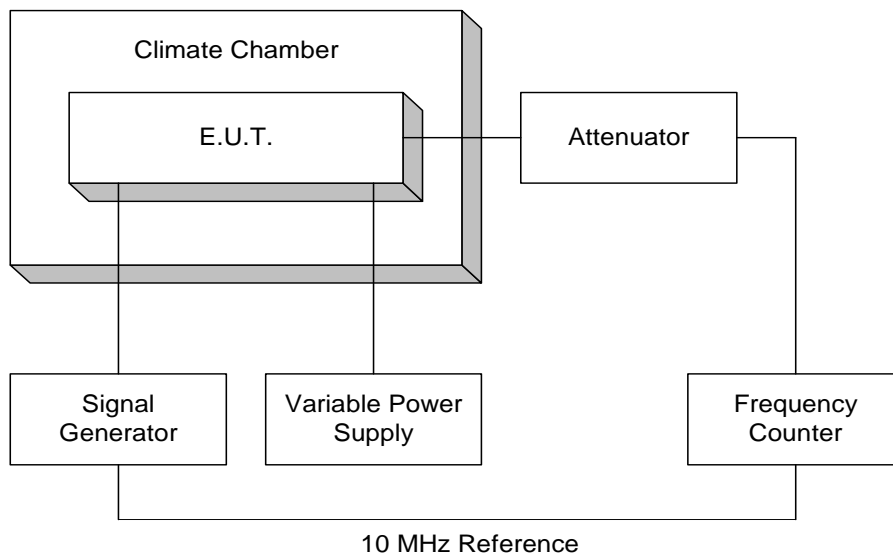 Climate Chamber
E.U.T.
Attenuator
Signal
Generator
Variable Power
Supply
Frequency
Counter
10 MHz Reference